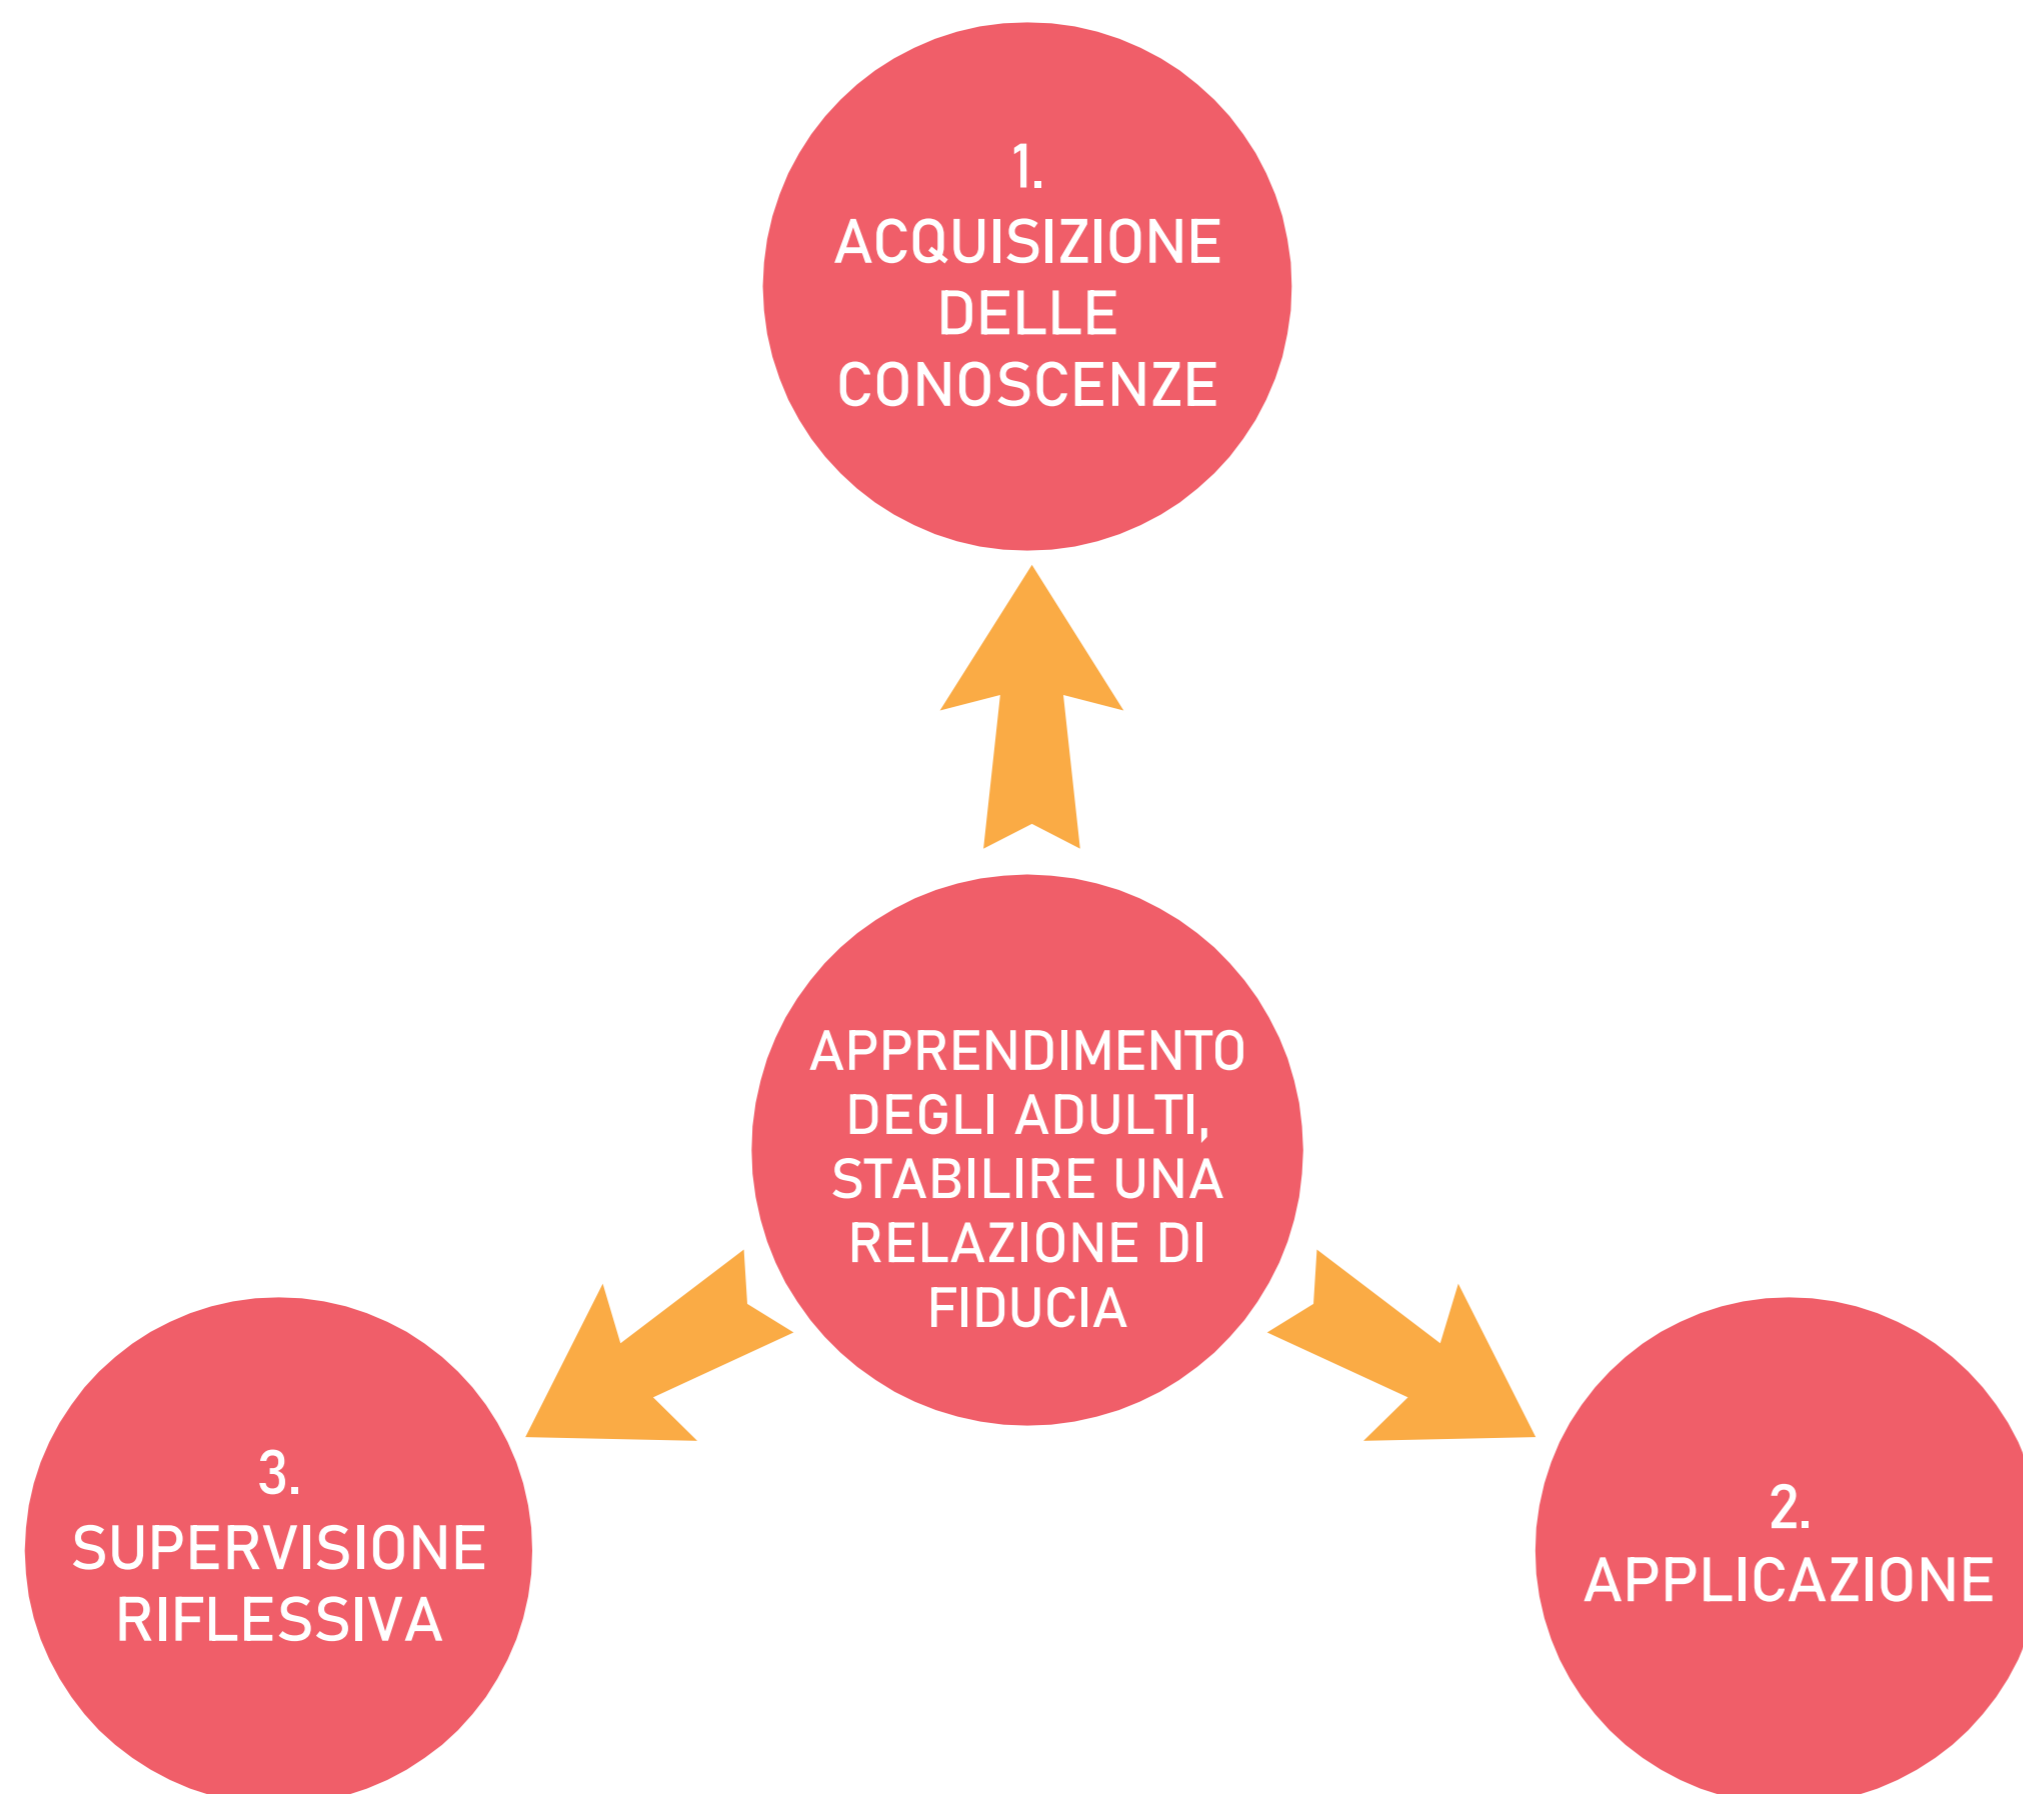 1.
ACQUISIZIONE
DELLE
CONOSCENZE
APPRENDIMENTO
DEGLI ADULTI,
STABILIRE UNA
RELAZIONE DI
FIDUCIA
2.
APPLICAZIONE
3.
SUPERVISIONE
RIFLESSIVA